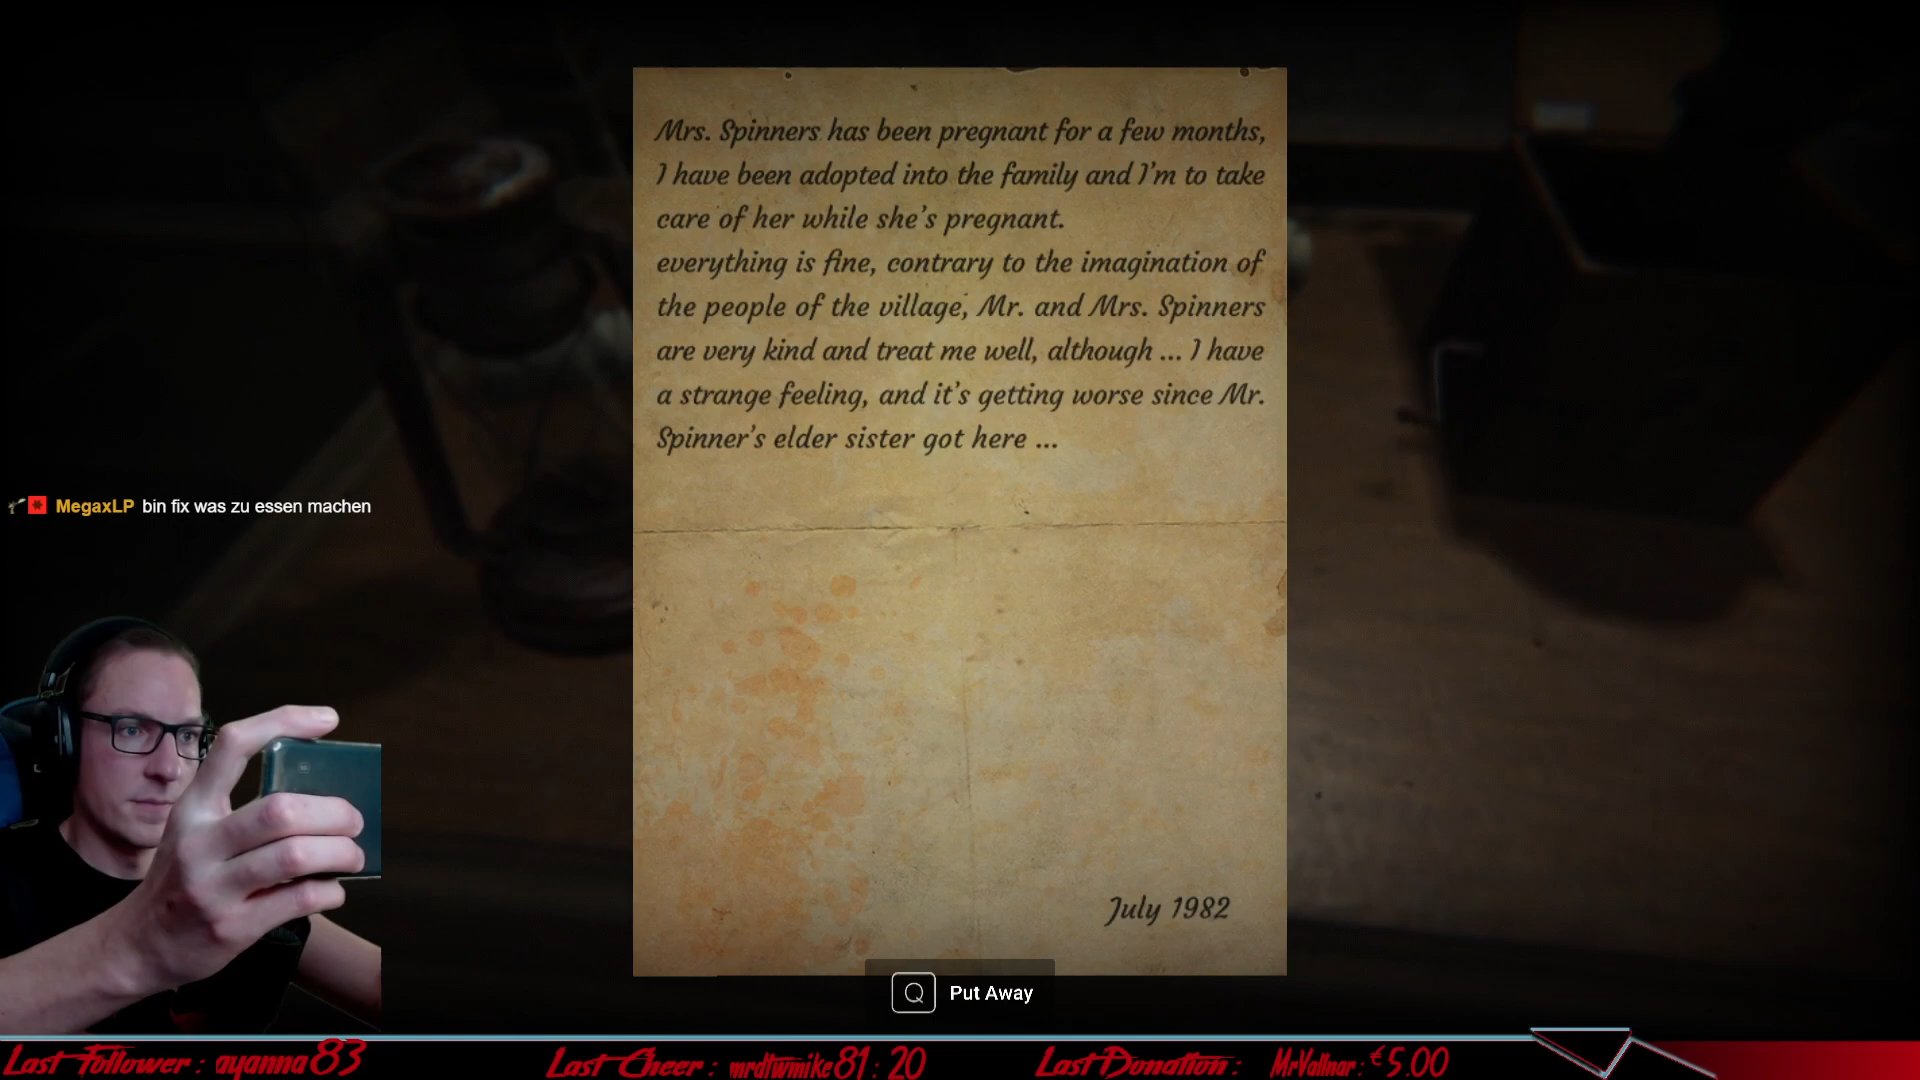 Mrs. Spinners has been pregnant for a few months,
I have been adopted into the family and I'm to take
care of her while she's pregnant.
everything is fine, contrary to the imagination of
the people of the village, Mr. and Mrs. Spinners
are very kind and treat me well, although ... I have
a strange feeling, and it's getting worse since Mr.
Spinner's elder sister got here ...
MegaxLP bin fix was zu essen machen
July 1982
Q Put Away
Last Follower : ayanna83
Last Cheer : mrdtwmike81 : 20
Last Donation : MrVallnar : €5.00